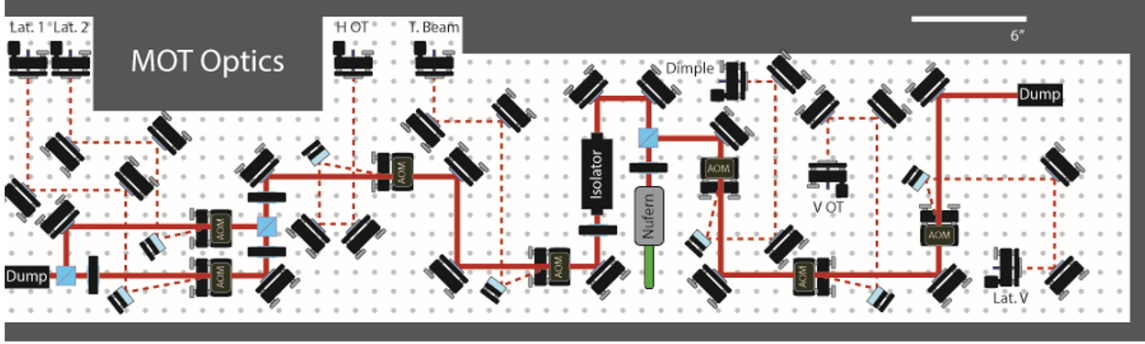 Lat. 1 Lat. 2
H OT
T. Beam
6"
MOT Optics
Dimple
Dump
Isolator
AOM
AOM
Nufern
V OT
AOM
AOM
Dump
AOM
AOM
AOM
Lat. V